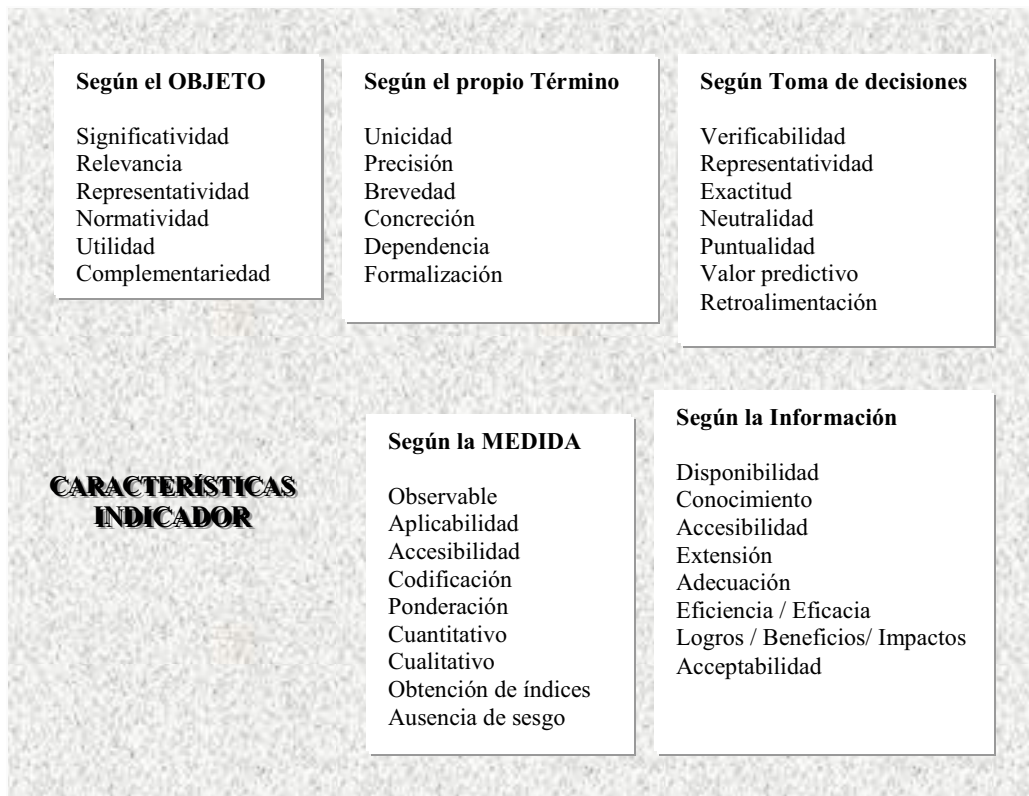 Según el OBJETO
Significatividad
Relevancia
Representatividad
Normatividad
Utilidad
Complementariedad
Según el propio Término
Unicidad
Precisión
Brevedad
Concreción
Dependencia
Formalización
Según Toma de decisiones
Verificabilidad
Representatividad
Exactitud
Neutralidad
Puntualidad
Valor predictivo
Retroalimentación
CARACTERÍSTICAS
INDICADOR
Según la MEDIDA
Observable
Aplicabilidad
Accesibilidad
Codificación
Ponderación
Cuantitativo
Cualitativo
Obtención de índices
Ausencia de sesgo
Según la Información
Disponibilidad
Conocimiento
Accesibilidad
Extensión
Adecuación
Eficiencia / Eficacia
Logros / Beneficios/ Impactos
Acceptabilidad